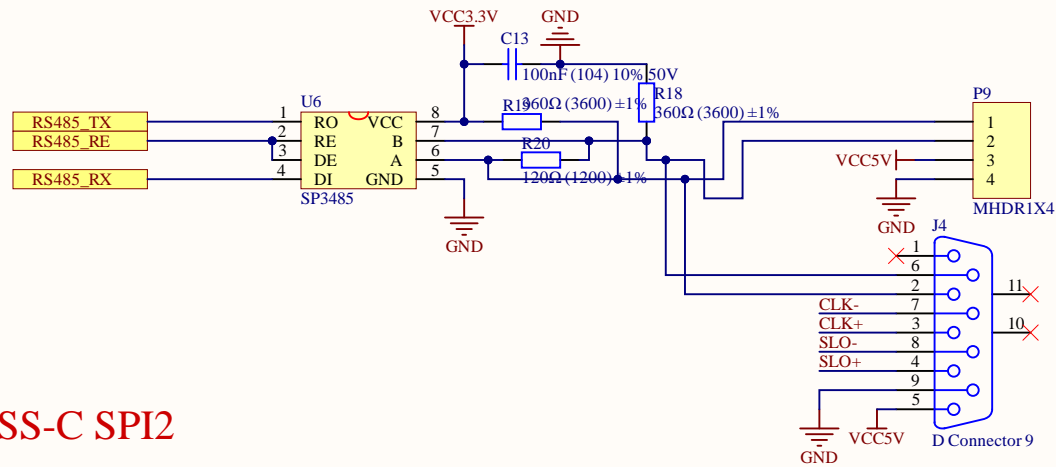 VCC3.3V
GND
C13
100nF (104) 10% 50V
R19
360Ω (3600) ±1%
R18
360Ω (3600) ±1%
U6
RS485_TX
RS485_RE
RS485_RX
1
2
3
4
RO
RE
DE
DI
VCC
B
A
GND
8
7
6
5
SP3485
GND
R20
120Ω (1200) ±1%
P9
1
2
3
4
VCC5V
GND
MHDR1X4
J4
1
6
2
7
3
8
4
9
5
11
10
CLK-
CLK+
SLO-
SLO+
GND
VCC5V
D Connector 9
SS-C SPI2